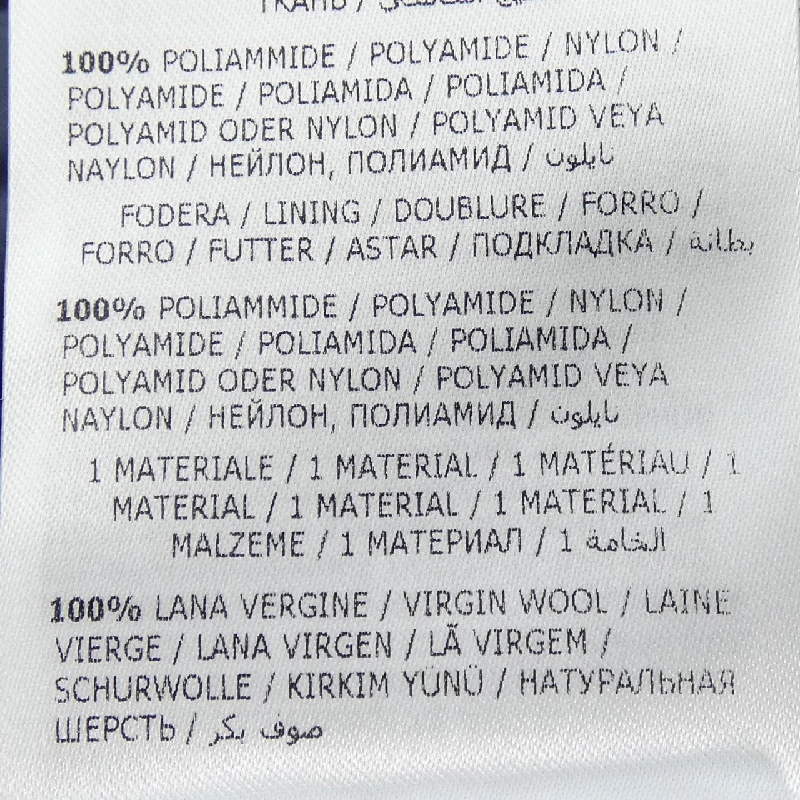 ТКАНЬ /
100% POLIAMMIDE / POLYAMIDE / NYLON /
POLYAMIDE / POLIAMIDA / POLIAMIDA /
POLYAMID ODER NYLON / POLYAMID VEYA
NAYLON / НЕЙЛОН, ПОЛИАМИД / نايلون
FODERA / LINING / DOUBLURE / FORRO /
FORRO / FUTTER / ASTAR / ПОДКЛАДКА / بطانة
100% POLIAMMIDE / POLYAMIDE / NYLON /
POLYAMIDE / POLIAMIDA / POLIAMIDA /
POLYAMID ODER NYLON / POLYAMID VEYA
NAYLON / НЕЙЛОН, ПОЛИАМИД / نايلون
1 MATERIALE / 1 MATERIAL / 1 MATÉRIAU / 1
MATERIAL / 1 MATERIAL / 1 MATERIAL / 1
MALZEME / 1 МАТЕРИАЛ / 1 الخامة
100% LANA VERGINE / VIRGIN WOOL / LAINE
VIERGE / LANA VIRGEN / LÃ VIRGEM /
SCHURWOLLE / KIRKIM YÜNÜ / НАТУРАЛЬНАЯ
ШЕРСТЬ / صوف بكر